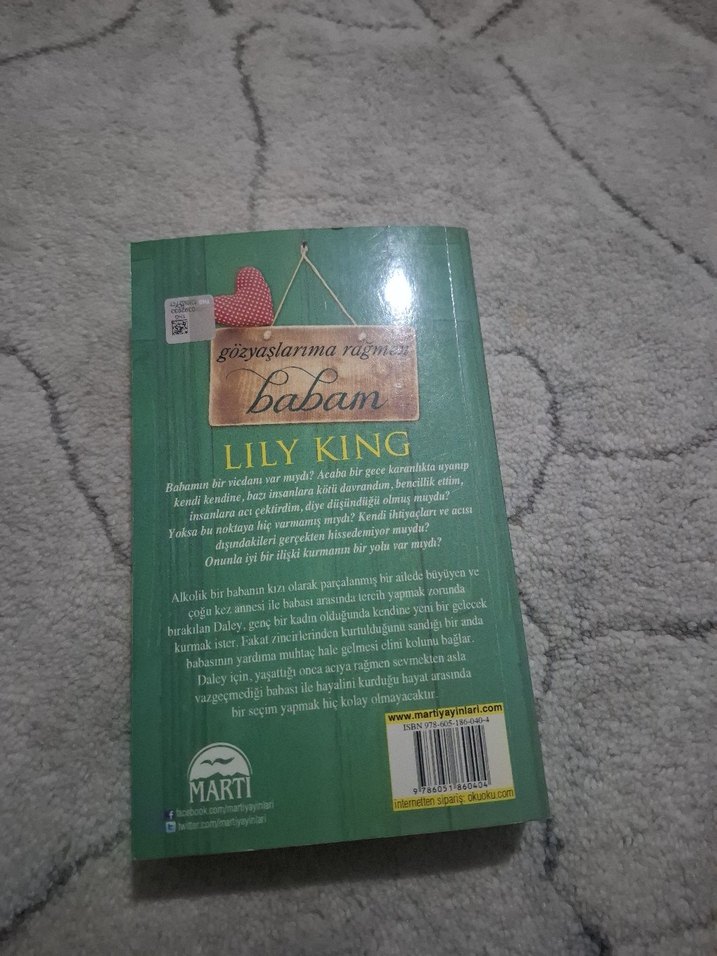 gözyaşlarıma rağmen
babam
LILY KING
Babamın bir vicdanı var mıydı? Acaba bir gece karanlıkta uyanıp
kendi kendine, bazı insanlara kötü davrandım, bencillik ettim,
insanlara acı çektirdim, diye düşündüğü olmuş muydu?
Yoksa bu noktaya hiç varmamış mıydı? Kendi ihtiyaçları ve acısı
dışındakileri gerçekten hissedemiyor muydu?
Onunla iyi bir ilişki kurmanın bir yolu var mıydı?
Alkolik bir babanın kızı olarak parçalanmış bir ailede büyüyen ve
çoğu kez annesi ile babası arasında tercih yapmak zorunda
bırakılan Daley, genç bir kadın olduğunda kendine yeni bir gelecek
kurmak ister. Fakat zincirlerinden kurtulduğunu sandığı bir anda
babasının yardıma muhtaç hale gelmesi elini kolunu bağlar.
Daley için, yaşattığı onca acıya rağmen sevmekten asla
vazgeçmediği babası ile hayalini kurduğu hayat arasında
bir seçim yapmak hiç kolay olmayacaktır.
www.martiyayinlari.com
ISBN 978-605-186-040-4
9 786051 860404
internetten sipariş: okuoku.com
MARTI
facebook.com/martiyayinlari
twitter.com/martiyayinlari